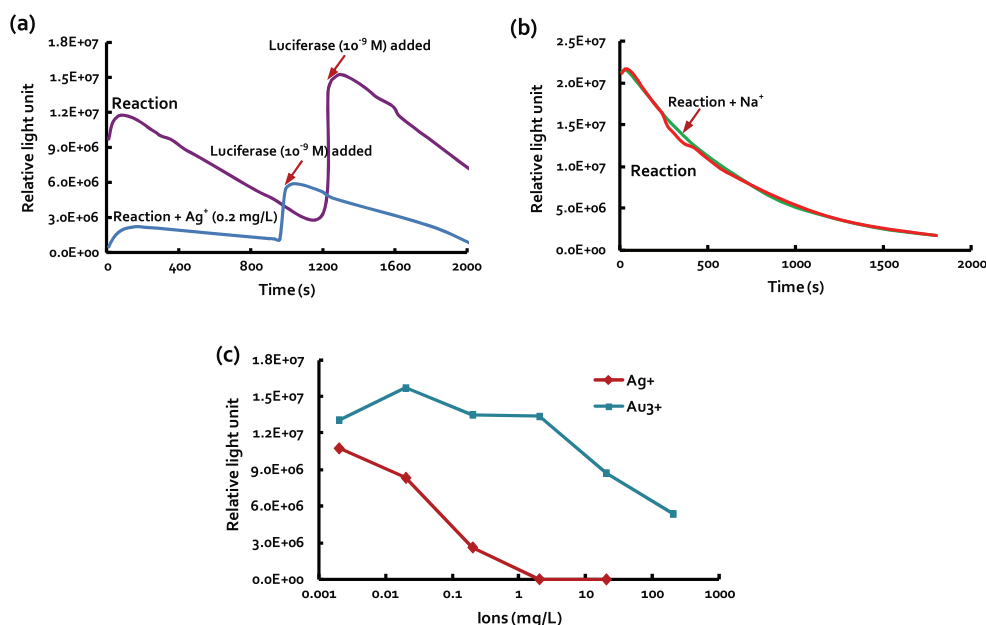 (a)
1.8E+07
1.5E+07
1.2E+07
9.0E+06
6.0E+06
3.0E+06
0.0E+00
Relative light unit
Luciferase (10⁻⁹ M) added
Reaction
Luciferase (10⁻⁹ M) added
Reaction + Ag⁺ (0.2 mg/L)
0 400 800 1200 1600 2000
Time (s)
(b)
2.5E+07
2.0E+07
1.5E+07
1.0E+07
5.0E+06
0.0E+00
Relative light unit
Reaction + Na⁺
Reaction
0 500 1000 1500 2000
Time (s)
(c)
1.8E+07
1.5E+07
1.2E+07
9.0E+06
6.0E+06
3.0E+06
0.0E+00
Relative light unit
Ag+
Au3+
0.001 0.01 0.1 1 10 100 1000
Ions (mg/L)